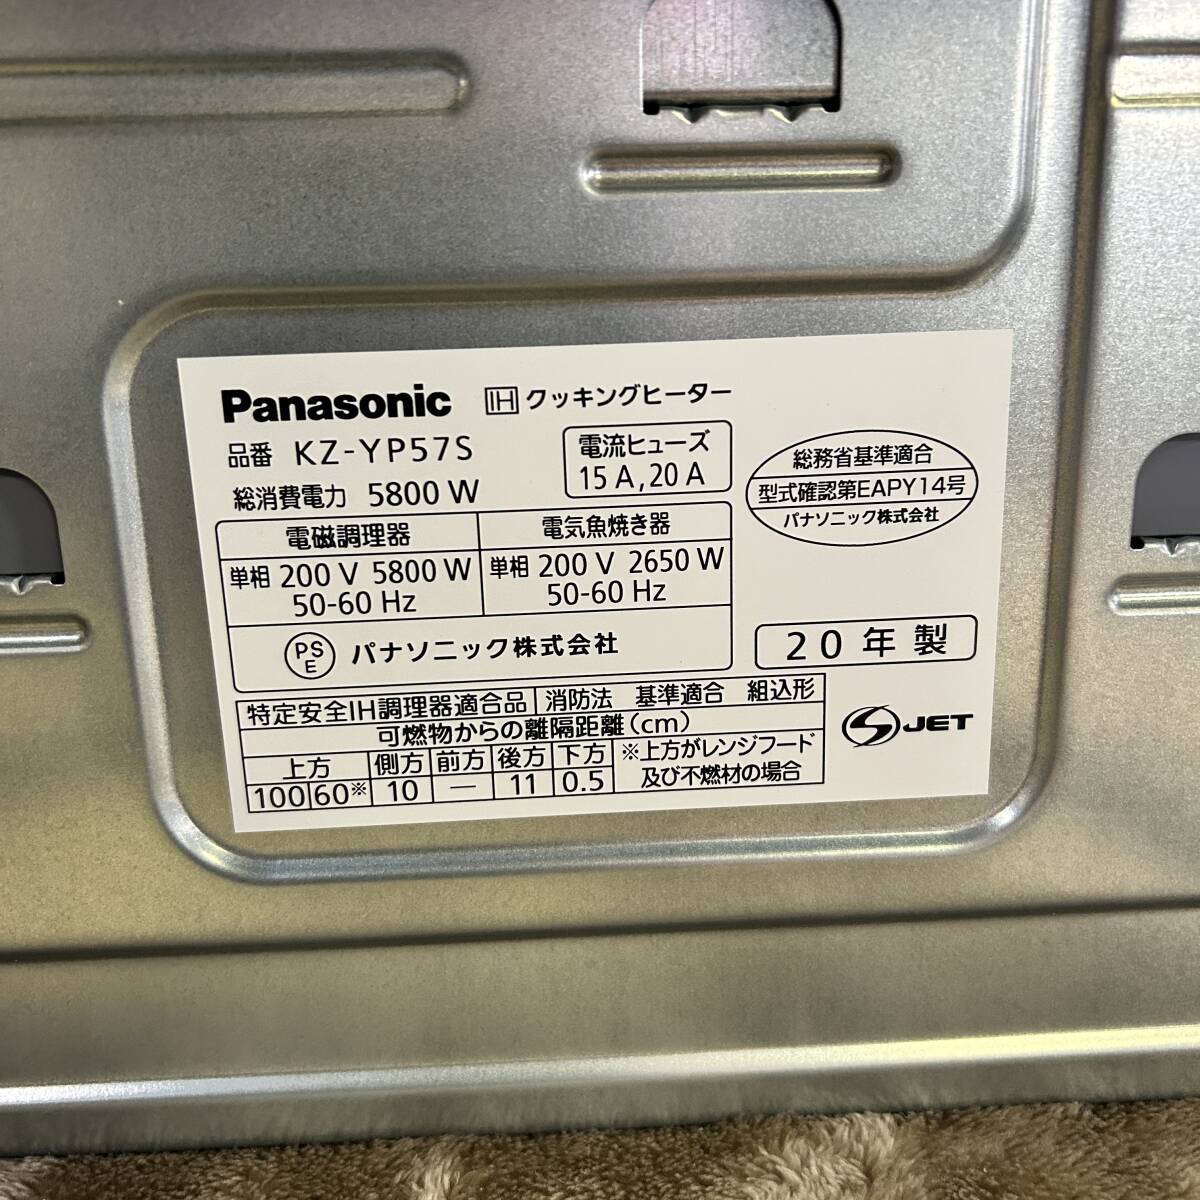 Panasonic IH クッキングヒーター
品番 KZ-YP57S
総消費電力 5800 W
電流ヒューズ
15 A,20 A
総務省基準適合
型式確認第EAPY14号
パナソニック株式会社
電磁調理器
単相 200 V 5800 W
50-60 Hz
電気魚焼き器
単相 200 V 2650 W
50-60 Hz
PS
E
パナソニック株式会社
20年製
特定安全IH調理器適合品 消防法 基準適合 組込形
可燃物からの離隔距離(cm)
上方 側方 前方 後方 下方
100 60※ 10 — 11 0.5
※上方がレンジフード
及び不燃材の場合
S JET